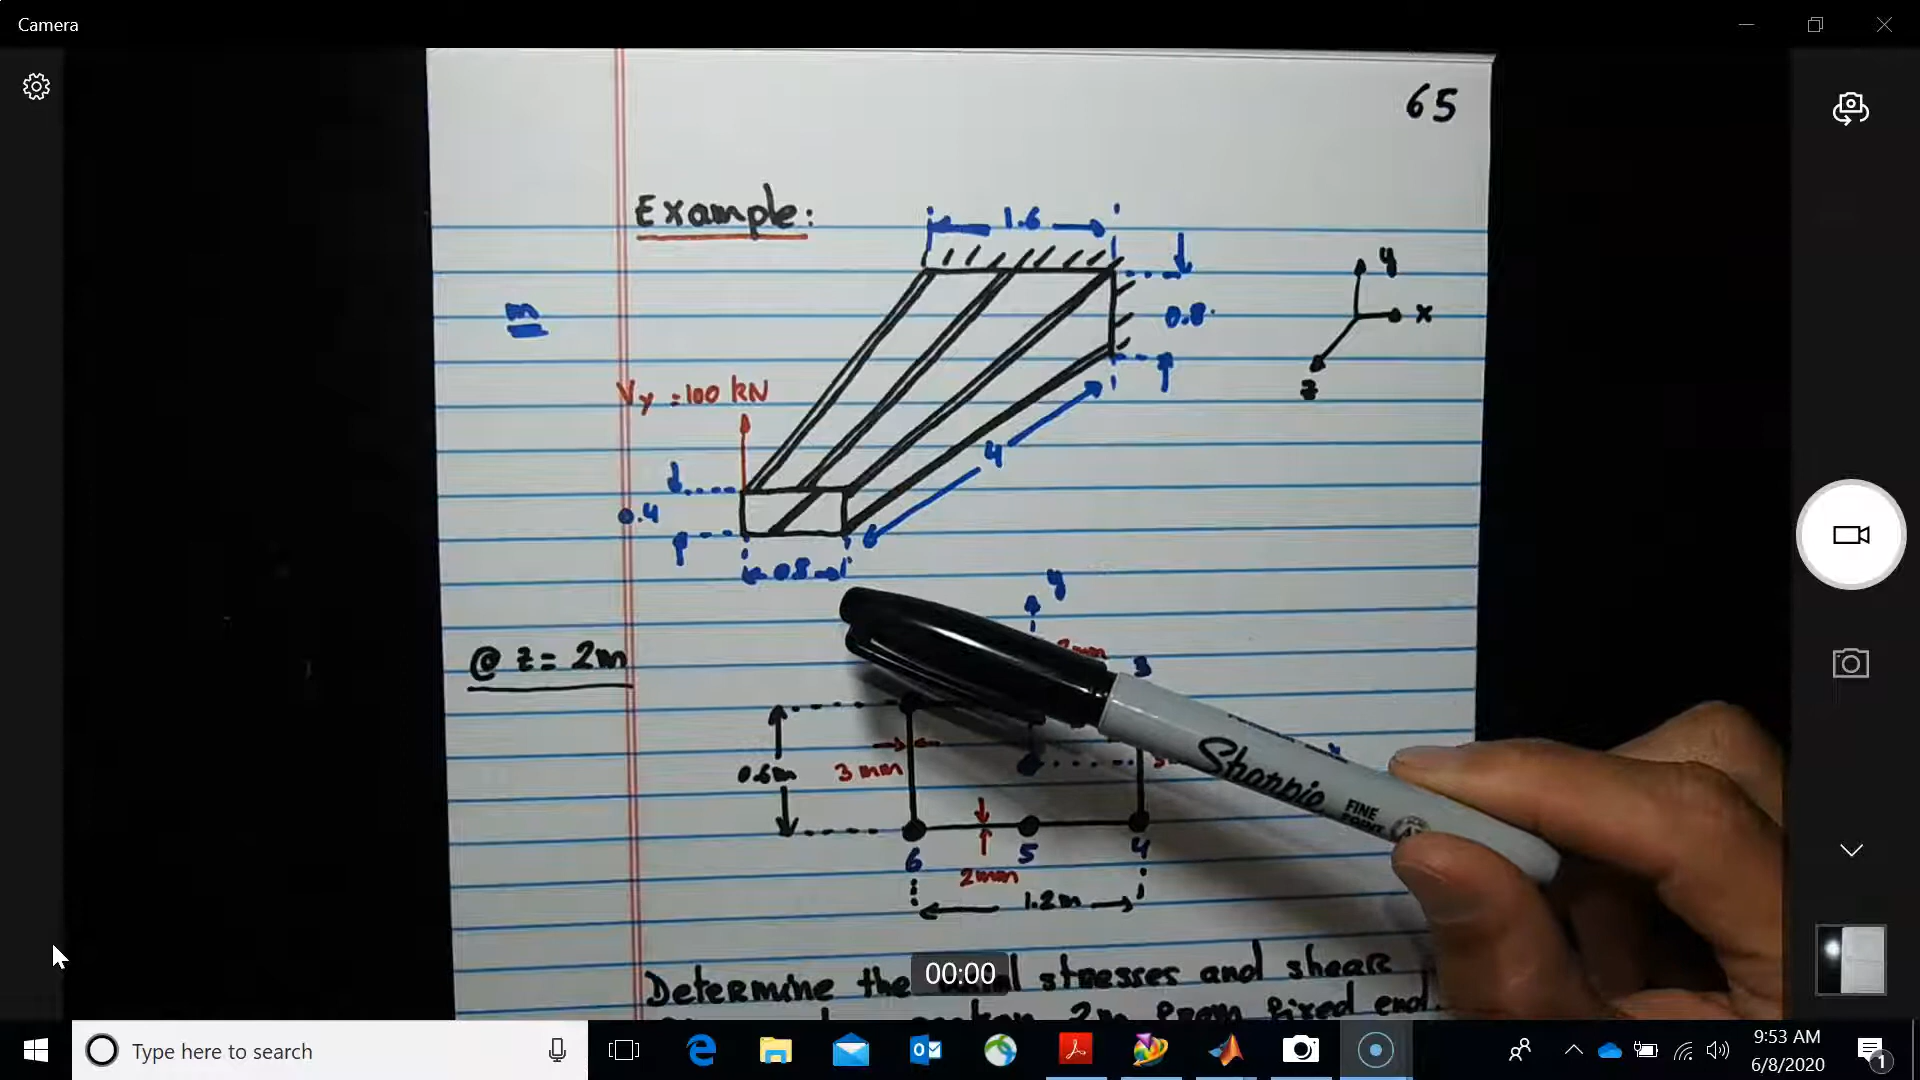 Camera
65
Example:
1.6
y
x
z
m
0.8
Vy = 100 kN
4
0.4
0.8
y
@ z = 2m
3
0.6m
3 mm
Sharpie
FINE
POINT
6
5
4
2mm
1.2m
00:00
Determine the stresses and shear
2m from fixed end.
Type here to search
9:53 AM
6/8/2020
1